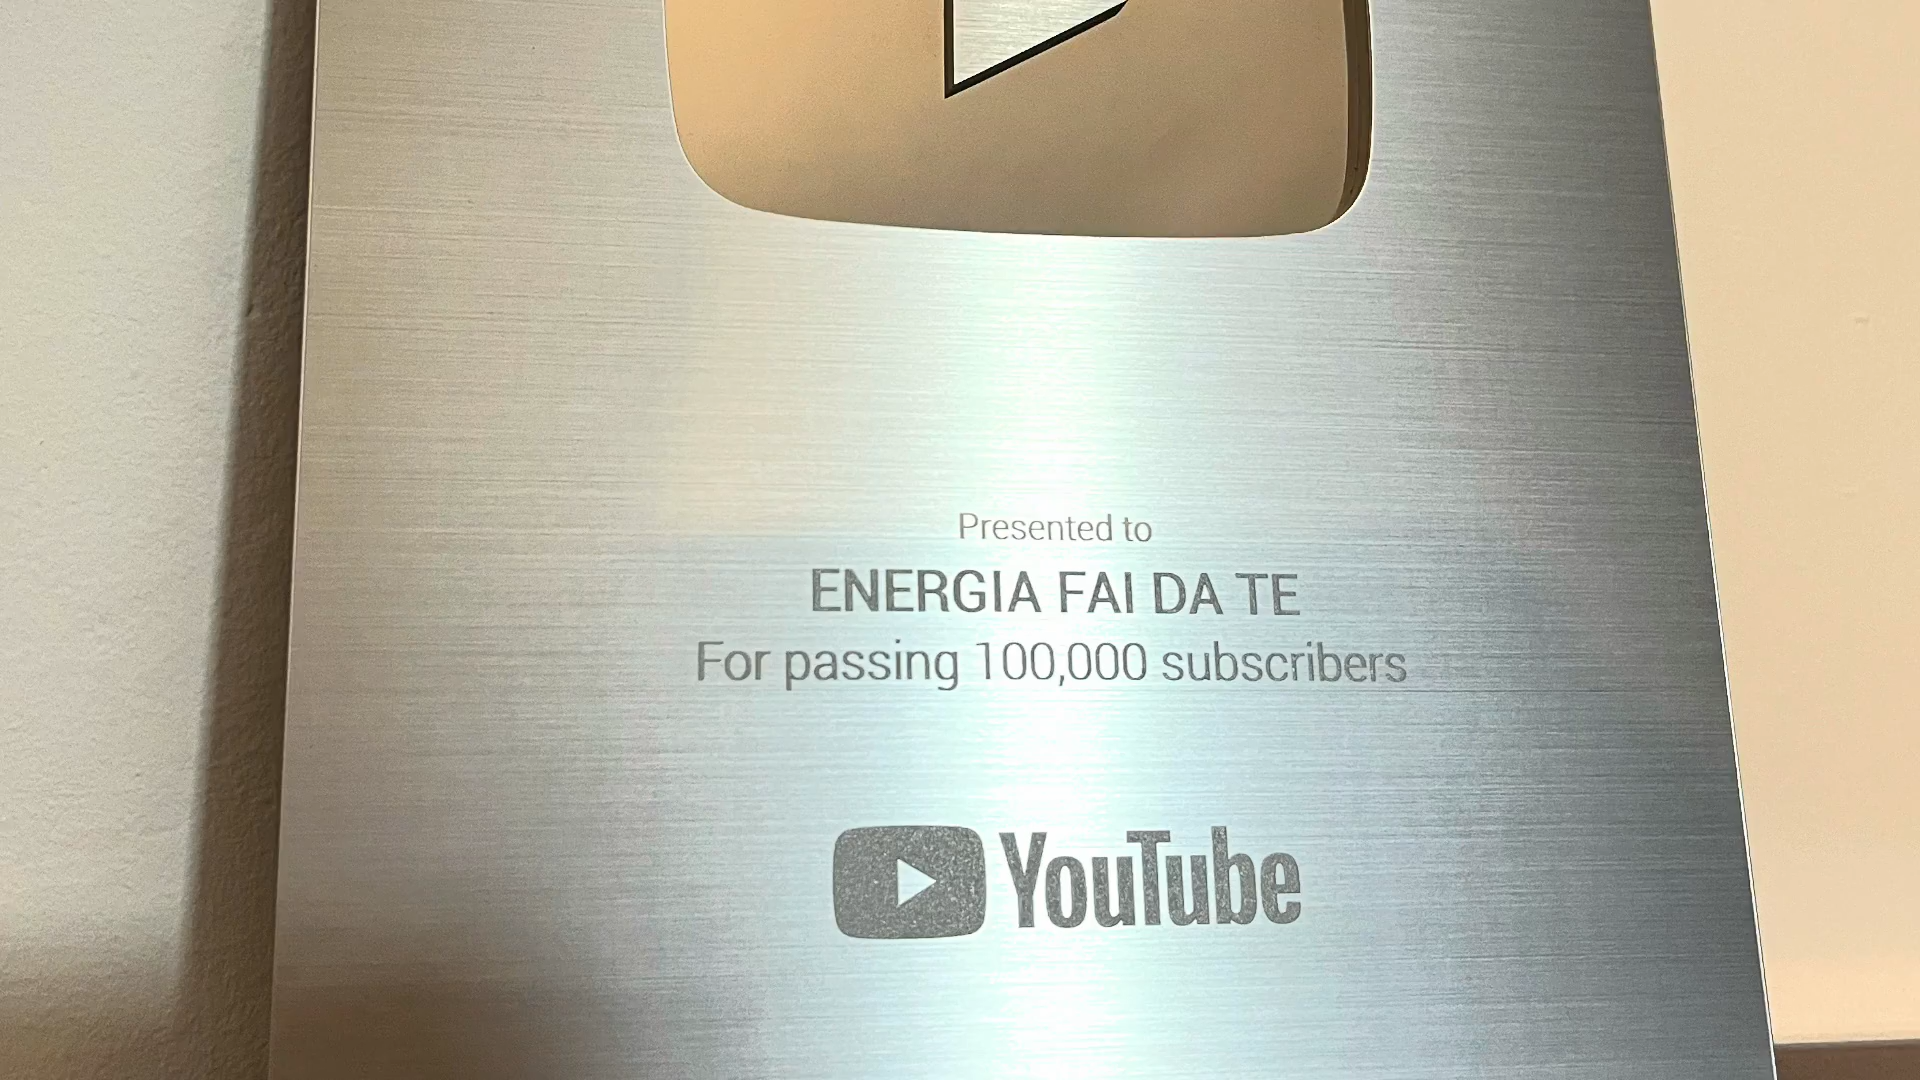 Presented to
ENERGIA FAI DA TE
For passing 100,000 subscribers
YouTube